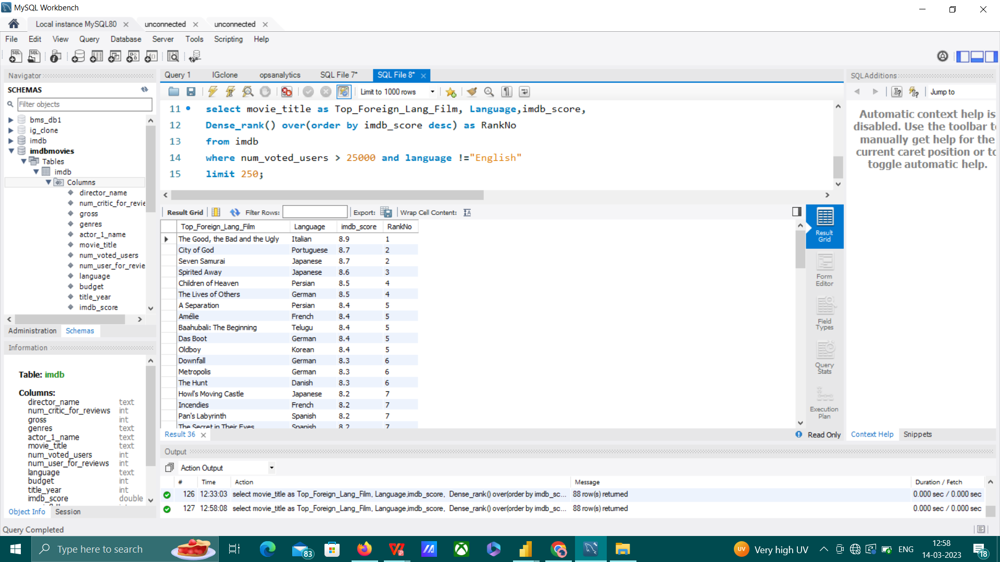 MySQL Workbench
Local instance MySQL80
unconnected
unconnected
File Edit View Query Database Server Tools Scripting Help
Navigator
SCHEMAS
Filter objects
bms_db1
ig_clone
imdb
imdbmovies
Tables
imdb
Columns
director_name
num_critic_for_revie
gross
genres
actor_1_name
movie_title
num_voted_users
num_user_for_revie
language
budget
title_year
imdb_score
Administration Schemas
Information
Table: imdb
Columns:
director_name text
num_critic_for_reviews int
gross int
genres text
actor_1_name text
movie_title text
num_voted_users int
num_user_for_reviews int
language text
budget int
title_year int
imdb_score double
Object Info Session
Query Completed
Query 1 IGclone opsanalytics SQL File 7* SQL File 8*
Limit to 1000 rows
11 select movie_title as Top_Foreign_Lang_Film, Language,imdb_score,
12 Dense_rank() over(order by imdb_score desc) as RankNo
13 from imdb
14 where num_voted_users > 25000 and language !="English"
15 limit 250;
Result Grid Filter Rows: Export: Wrap Cell Content:
Top_Foreign_Lang_Film Language imdb_score RankNo
The Good, the Bad and the Ugly Italian 8.9 1
City of God Portuguese 8.7 2
Seven Samurai Japanese 8.7 2
Spirited Away Japanese 8.6 3
Children of Heaven Persian 8.5 4
The Lives of Others German 8.5 4
A Separation Persian 8.4 5
Amélie French 8.4 5
Baahubali: The Beginning Telugu 8.4 5
Das Boot German 8.4 5
Oldboy Korean 8.4 5
Downfall German 8.3 6
Metropolis German 8.3 6
The Hunt Danish 8.3 6
Howl's Moving Castle Japanese 8.2 7
Incendies French 8.2 7
Pan's Labyrinth Spanish 8.2 7
The Secret in Their Eyes Spanish 8.2 7
Result 36
Read Only
Result Grid
Form Editor
Field Types
Query Stats
Execution Plan
SQLAdditions
Jump to
Automatic context help is
disabled. Use the toolbar t
manually get help for the
current caret position or to
toggle automatic help.
Context Help Snippets
Output
Action Output
# Time Action Message Duration / Fetch
126 12:33:03 select movie_title as Top_Foreign_Lang_Film, Language,imdb_score, Dense_rank() over(order by imdb_sc... 88 row(s) returned 0.000 sec / 0.000 sec
127 12:58:08 select movie_title as Top_Foreign_Lang_Film, Language,imdb_score, Dense_rank() over(order by imdb_sc... 88 row(s) returned 0.000 sec / 0.000 sec
Type here to search
83
UV Very high UV
ENG
12:58
14-03-2023
18